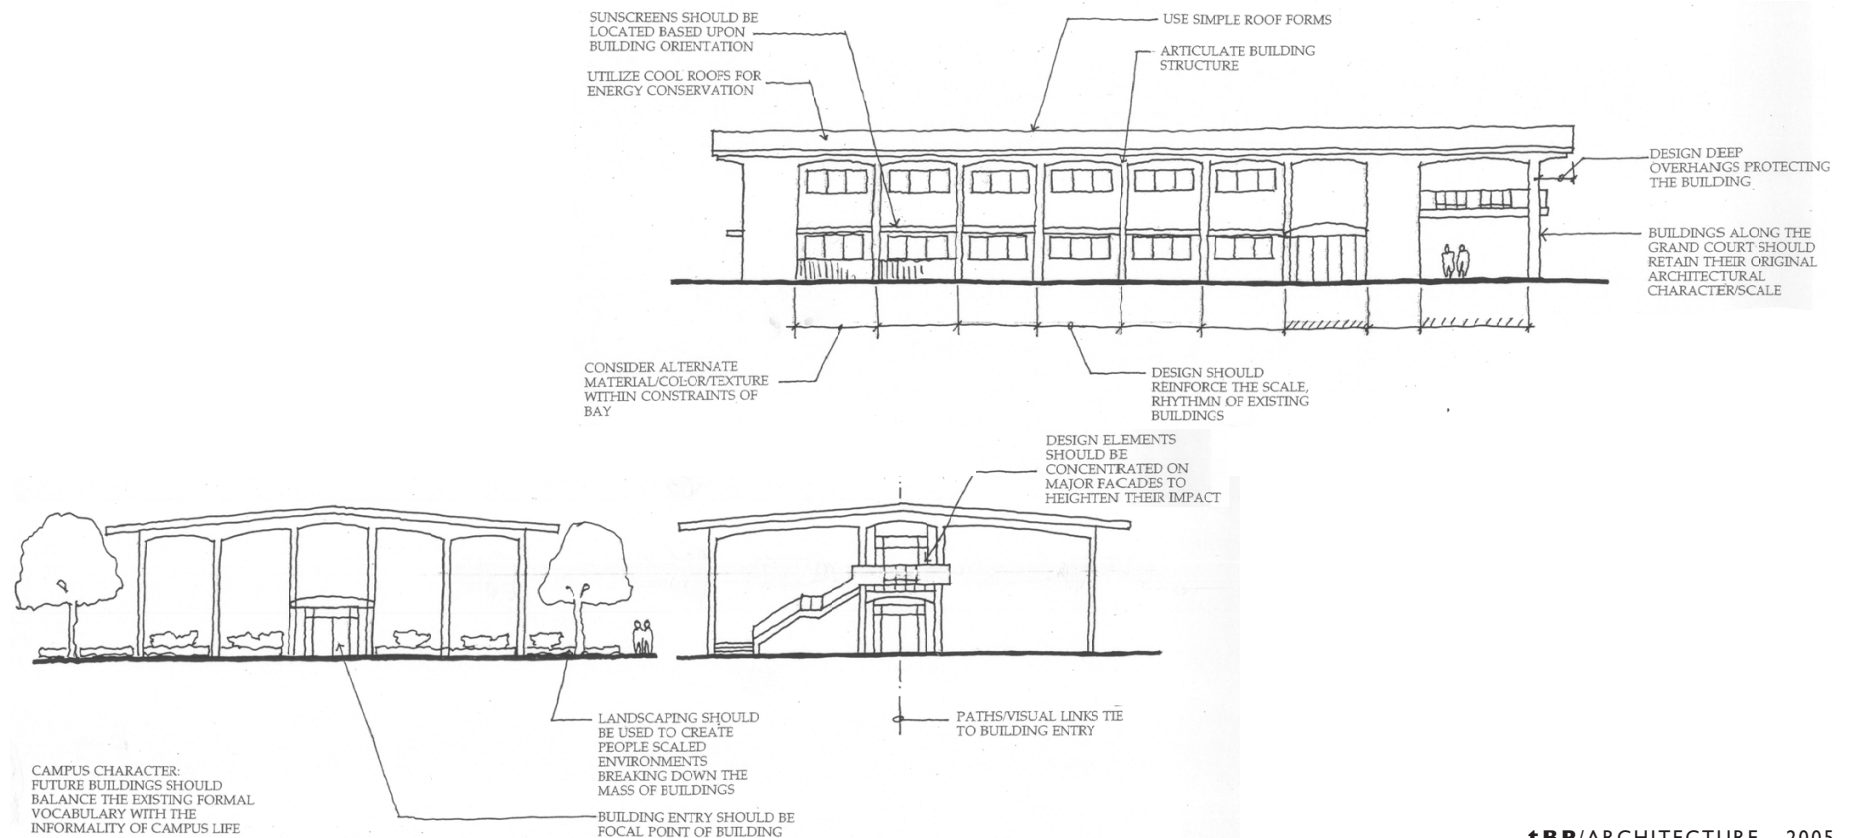 SUNSCREENS SHOULD BE
LOCATED BASED UPON
BUILDING ORIENTATION
UTILIZE COOL ROOFS FOR
ENERGY CONSERVATION
USE SIMPLE ROOF FORMS
ARTICULATE BUILDING
STRUCTURE
DESIGN DEEP
OVERHANGS PROTECTING
THE BUILDING
BUILDINGS ALONG THE
GRAND COURT SHOULD
RETAIN THEIR ORIGINAL
ARCHITECTURAL
CHARACTER/SCALE
CONSIDER ALTERNATE
MATERIAL/COLOR/TEXTURE
WITHIN CONSTRAINTS OF
BAY
DESIGN SHOULD
REINFORCE THE SCALE,
RHYTHMN OF EXISTING
BUILDINGS
DESIGN ELEMENTS
SHOULD BE
CONCENTRATED ON
MAJOR FACADES TO
HEIGHTEN THEIR IMPACT
LANDSCAPING SHOULD
BE USED TO CREATE
PEOPLE SCALED
ENVIRONMENTS
BREAKING DOWN THE
MASS OF BUILDINGS
PATHS/VISUAL LINKS TIE
TO BUILDING ENTRY
CAMPUS CHARACTER:
FUTURE BUILDINGS SHOULD
BALANCE THE EXISTING FORMAL
VOCABULARY WITH THE
INFORMALITY OF CAMPUS LIFE
BUILDING ENTRY SHOULD BE
FOCAL POINT OF BUILDING
tBP/ARCHITECTURE 2005